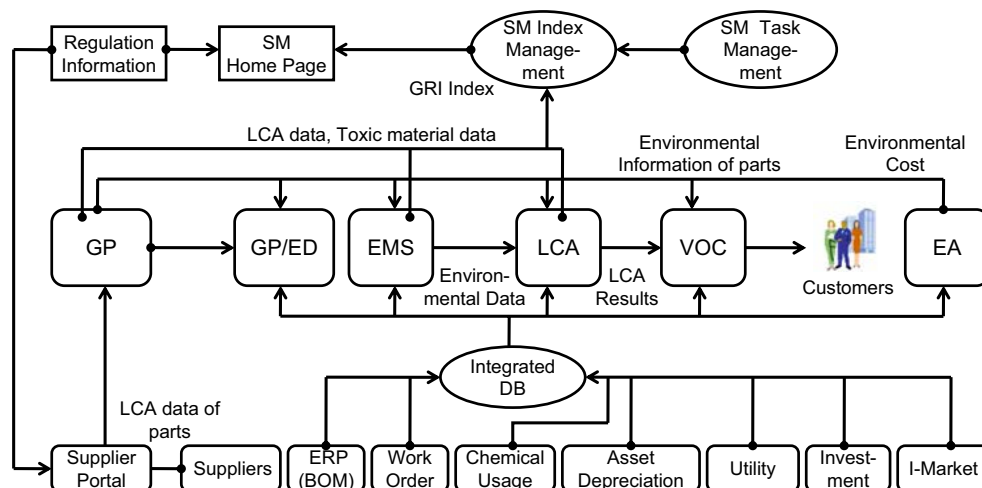 Regulation
Information
SM
Home Page
SM Index
Manage-
ment
SM Task
Manage-
ment
GRI Index
LCA data, Toxic material data
Environmental
Information of parts
Environmental
Cost
GP
GP/ED
EMS
LCA
VOC
EA
Environ-
mental Data
LCA
Results
Customers
Integrated
DB
LCA data of
parts
Supplier
Portal
Suppliers
ERP
(BOM)
Work
Order
Chemical
Usage
Asset
Depreciation
Utility
Invest-
ment
I-Market